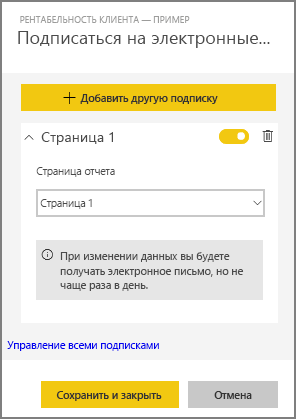 РЕНТАБЕЛЬНОСТЬ КЛИЕНТА — ПРИМЕР
Подписаться на электронные...
+ Добавить другую подписку
Страница 1
Страница отчета
Страница 1
При изменении данных вы будете
получать электронное письмо, но не
чаще раза в день.
Управление всеми подписками
Сохранить и закрыть
Отмена